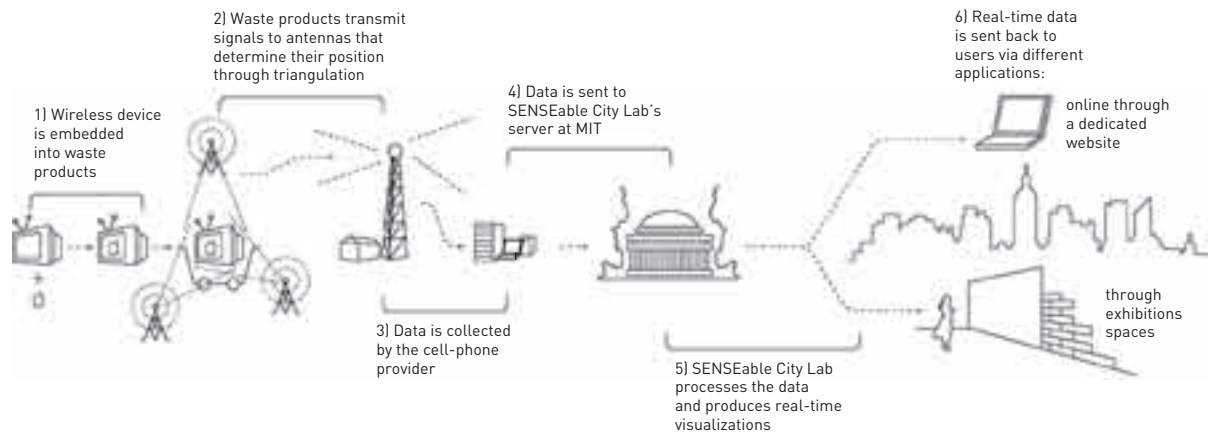 1) Wireless device
is embedded
into waste
products
2) Waste products transmit
signals to antennas that
determine their position
through triangulation
3) Data is collected
by the cell-phone
provider
4) Data is sent to
SENSEable City Lab’s
server at MIT
5) SENSEable City Lab
processes the data
and produces real-time
visualizations
6) Real-time data
is sent back to
users via different
applications:
online through
a dedicated
website
through
exhibitions
spaces